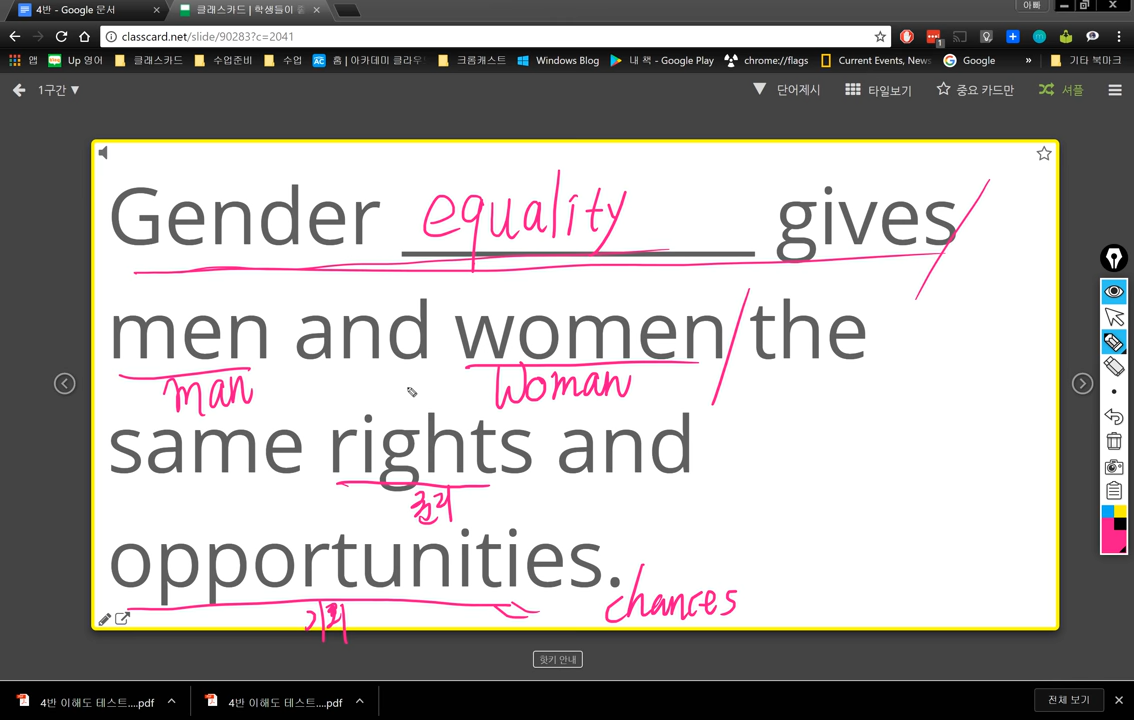 4반 - Google 문서
클래스카드 | 학생들이 활
아빠
classcard.net/slide/90283?c=2041
앱 Up 영어 클래스카드 수업준비 수업 홈 | 아카데미 클라우 크롬캐스트 Windows Blog 내 책 - Google Play chrome://flags Current Events, News Google » 기타 북마크
1구간 ▼ ▼ 단어제시 타일보기 중요 카드만 셔플
Gender equality gives
men and women / the
man woman
same rights and
권리
opportunities.
기회 chances
핫키 안내
4반 이해도 테스트....pdf 4반 이해도 테스트....pdf 전체 보기